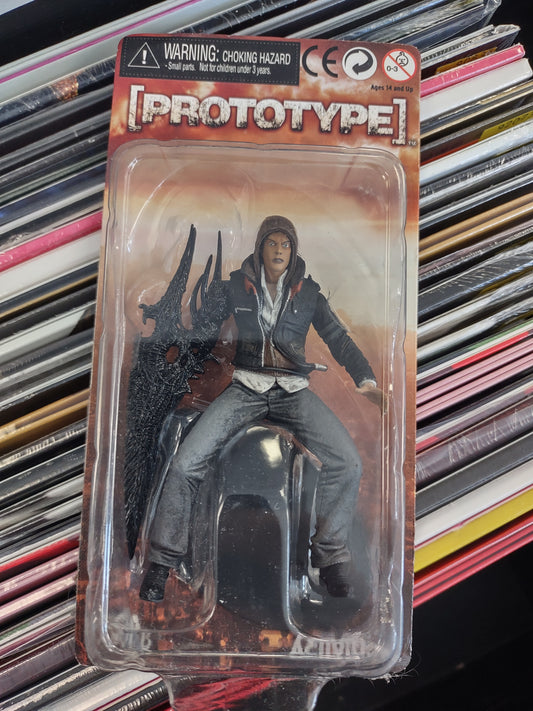 WARNING: CHOKING HAZARD
- Small parts. Not for children under 3 years.
CE
0-3
Ages 14 and Up
[PROTOTYPE]™